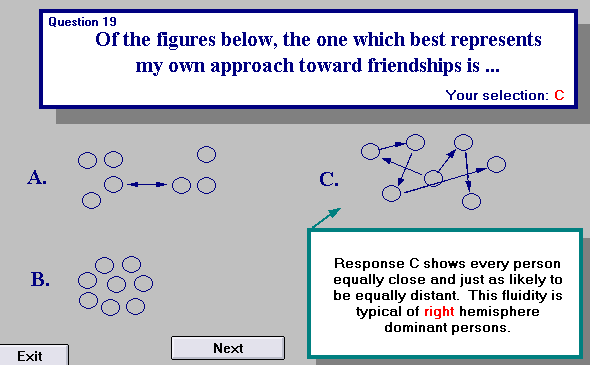 Question 19
Of the figures below, the one which best represents
my own approach toward friendships is ...
Your selection: C
A.
C.
B.
Response C shows every person
equally close and just as likely to
be equally distant. This fluidity is
typical of right hemisphere
dominant persons.
Next
Exit